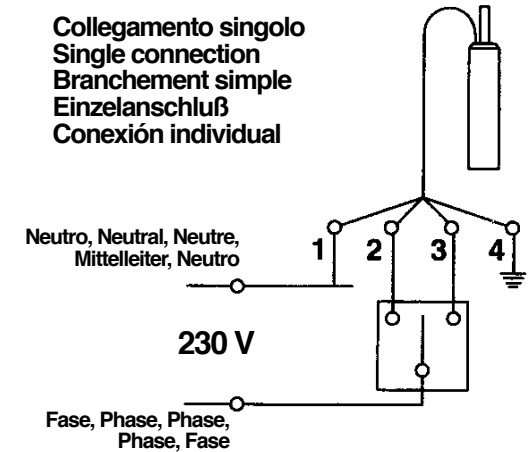 Collegamento singolo
Single connection
Branchement simple
Einzelanschluß
Conexión individual
Neutro, Neutral, Neutre,
Mittelleiter, Neutro
1 2 3 4
230 V
Fase, Phase, Phase,
Phase, Fase